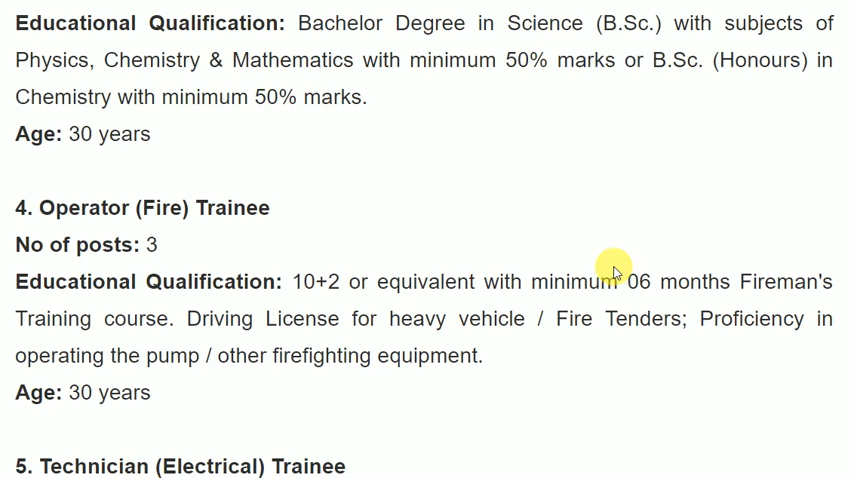 Educational Qualification: Bachelor Degree in Science (B.Sc.) with subjects of
Physics, Chemistry & Mathematics with minimum 50% marks or B.Sc. (Honours) in
Chemistry with minimum 50% marks.
Age: 30 years
4. Operator (Fire) Trainee
No of posts: 3
Educational Qualification: 10+2 or equivalent with minimum 06 months Fireman's
Training course. Driving License for heavy vehicle / Fire Tenders; Proficiency in
operating the pump / other firefighting equipment.
Age: 30 years
5. Technician (Electrical) Trainee